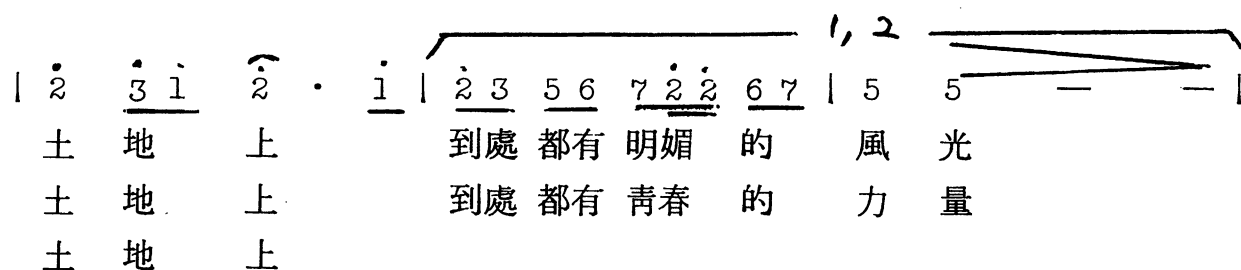 1, 2
| 2̇ 3̇ 1̇ 2̇ · 1̇ | 2̇ 3 5 6 7 2̇ 2̇ 6 7 | 5 5 — — |
土 地 上 到處 都有 明媚 的 風 光
土 地 上 到處 都有 青春 的 力 量
土 地 上